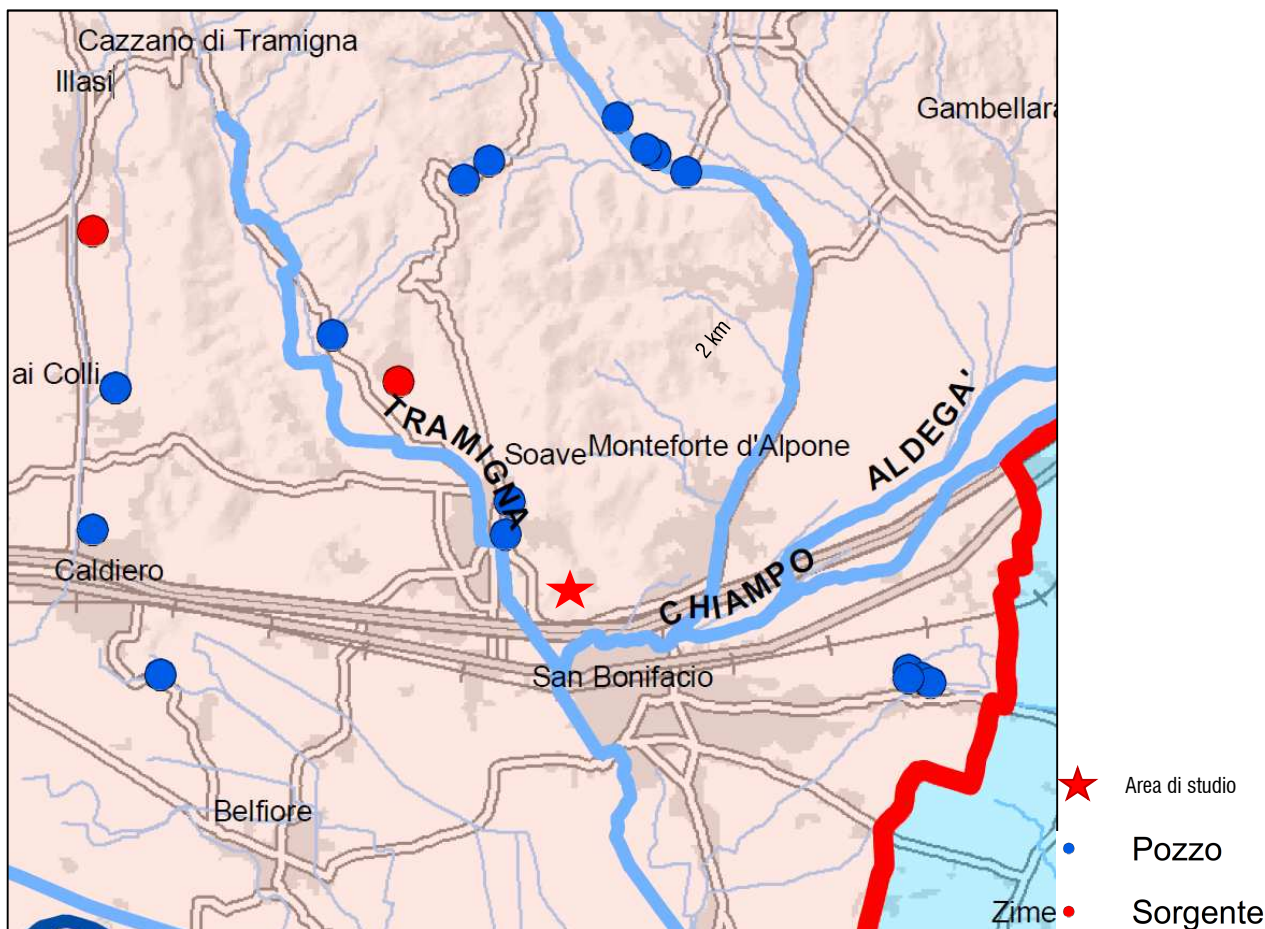 Cazzano di Tramigna
Illasi
Gambellara
2 km
ai Colli
ALDEGA'
TRAMIGNA
Soave
Monteforte d'Alpone
Caldiero
CHIAMPO
San Bonifacio
Area di studio
Belfiore
Pozzo
Zime
Sorgente